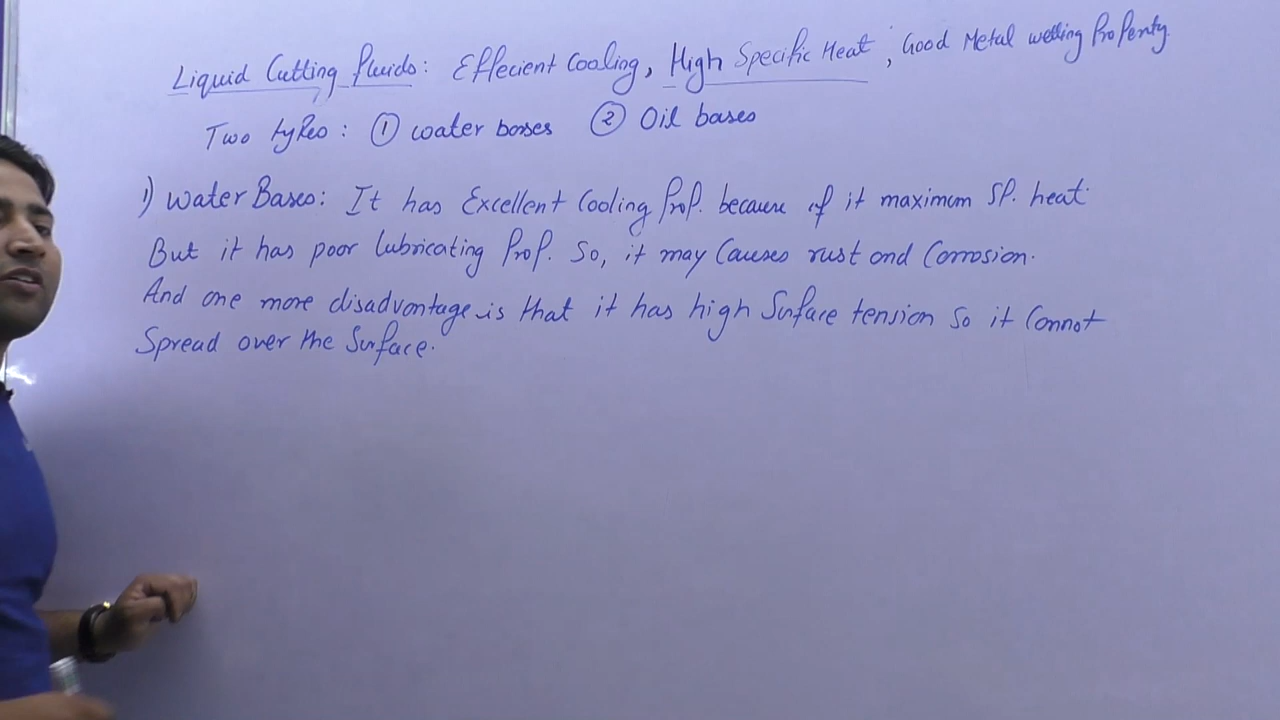 Liquid Cutting fluids: Effecient Cooling, High Specific Heat, Good Metal wetting Property.
Two types: ① water bases ② Oil bases
1) Water Bases: It has Excellent Cooling Prop. because of it maximum SP. heat.
But it has poor lubricating Prop. So, it may Causes rust and Corrosion.
And one more disadvantage is that it has high Surface tension So it Cannot
Spread over the Surface.